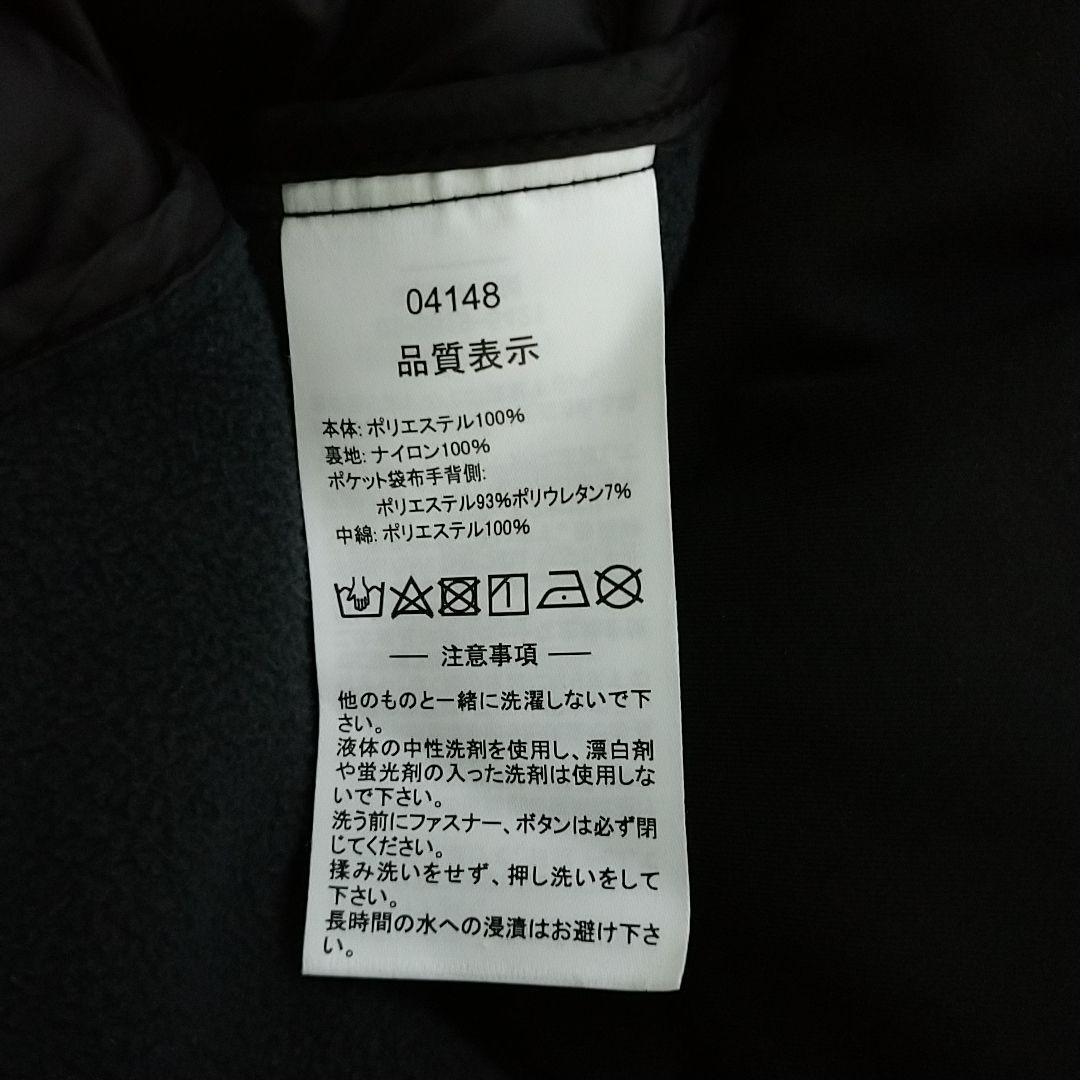 04148
品質表示
本体: ポリエステル100%
裏地: ナイロン100%
ポケット袋布手背側:
ポリエステル93%ポリウレタン7%
中綿: ポリエステル100%
注意事項
他のものと一緒に洗濯しないで下
さい。
液体の中性洗剤を使用し、漂白剤
や蛍光剤の入った洗剤は使用しな
いで下さい。
洗う前にファスナー、ボタンは必ず閉
じてください。
揉み洗いをせず、押し洗いをして
下さい。
長時間の水への浸漬はお避け下さ
い。